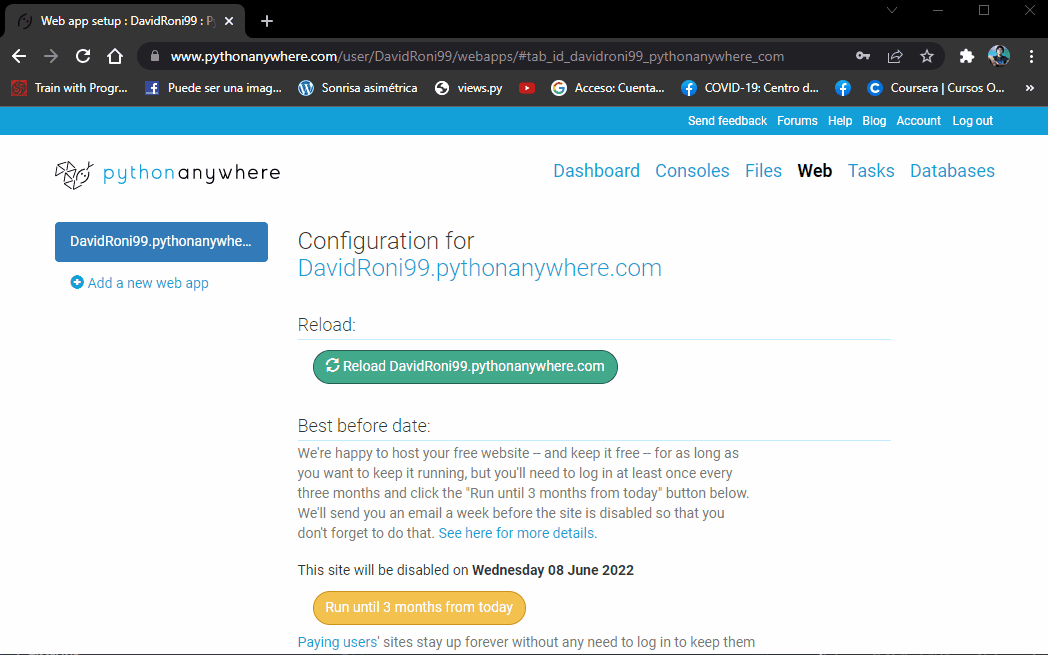 Web app setup : DavidRoni99 : P
www.pythonanywhere.com/user/DavidRoni99/webapps/#tab_id_davidroni99_pythonanywhere_com
Train with Progr... Puede ser una imag... Sonrisa asimétrica views.py Acceso: Cuenta... COVID-19: Centro d... Coursera | Cursos O... »
Send feedback Forums Help Blog Account Log out
pythonanywhere
Dashboard Consoles Files Web Tasks Databases
DavidRoni99.pythonanywhe...
Add a new web app
Configuration for
DavidRoni99.pythonanywhere.com
Reload:
Reload DavidRoni99.pythonanywhere.com
Best before date:
We're happy to host your free website -- and keep it free -- for as long as
you want to keep it running, but you'll need to log in at least once every
three months and click the "Run until 3 months from today" button below.
We'll send you an email a week before the site is disabled so that you
don't forget to do that. See here for more details.
This site will be disabled on Wednesday 08 June 2022
Run until 3 months from today
Paying users' sites stay up forever without any need to log in to keep them